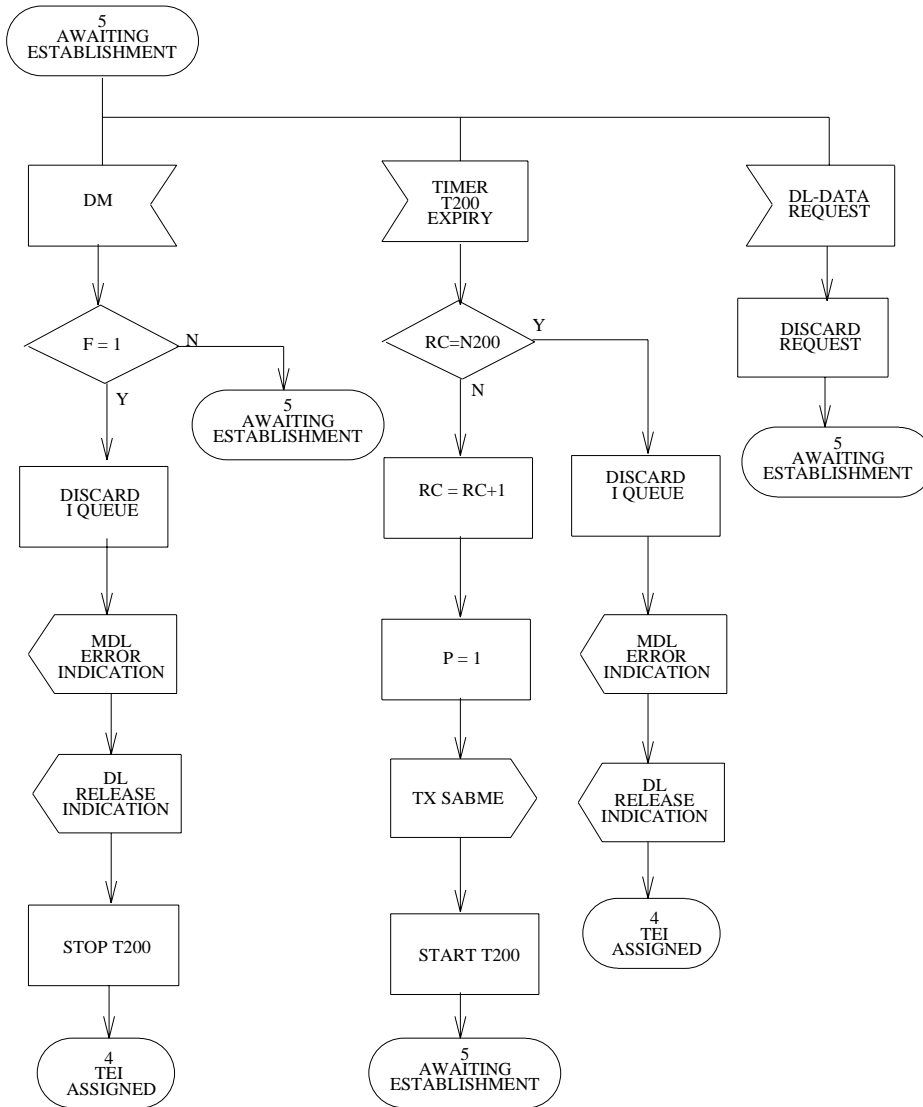 5
AWAITING
ESTABLISHMENT
DM
TIMER
T200
EXPIRY
DL-DATA
REQUEST
F = 1
N
Y
RC=N200
Y
N
DISCARD
REQUEST
5
AWAITING
ESTABLISHMENT
5
AWAITING
ESTABLISHMENT
DISCARD
I QUEUE
RC = RC+1
DISCARD
I QUEUE
MDL
ERROR
INDICATION
P = 1
MDL
ERROR
INDICATION
DL
RELEASE
INDICATION
TX SABME
DL
RELEASE
INDICATION
STOP T200
START T200
4
TEI
ASSIGNED
4
TEI
ASSIGNED
5
AWAITING
ESTABLISHMENT